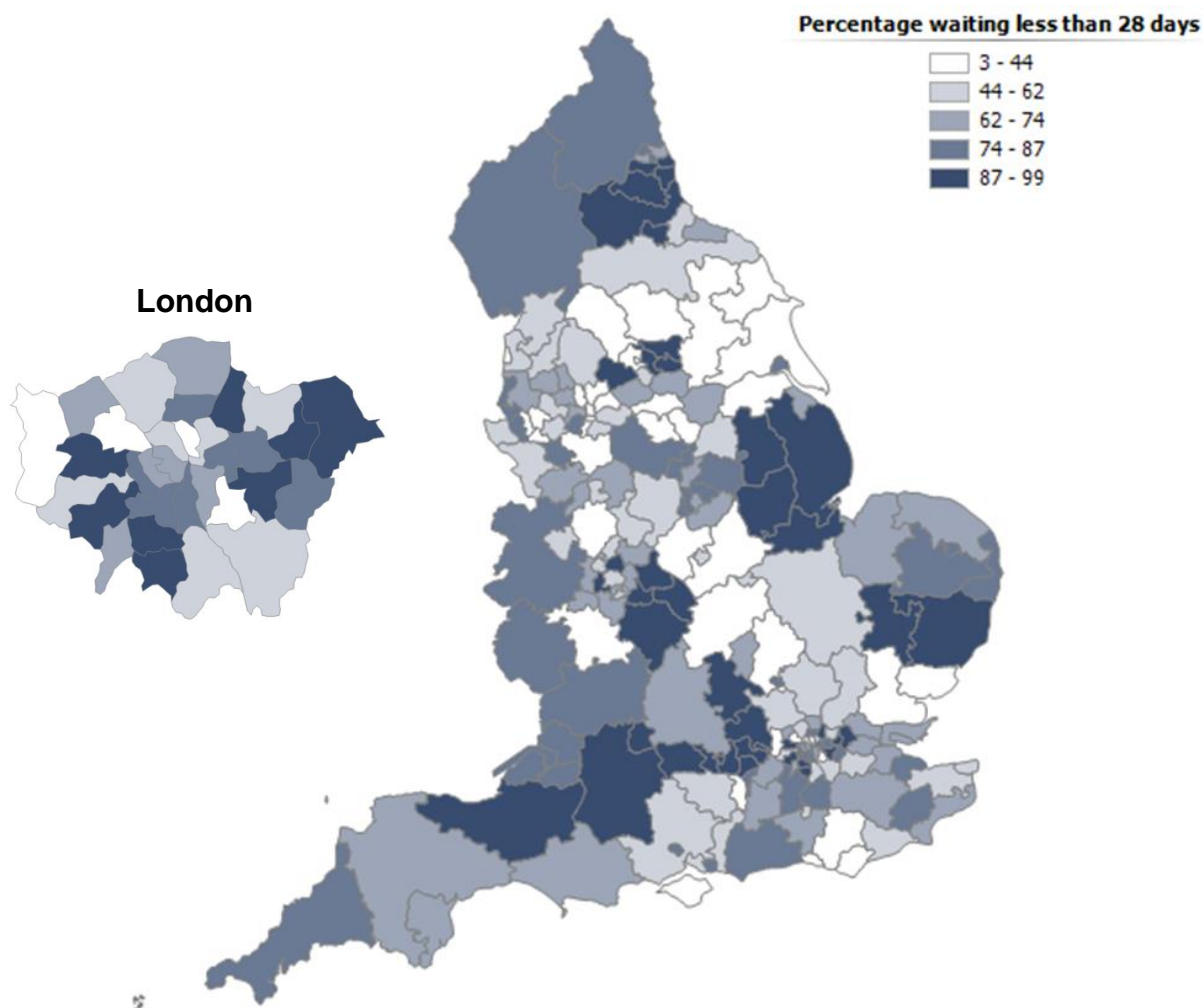 Percentage waiting less than 28 days
3 - 44
44 - 62
62 - 74
74 - 87
87 - 99
London